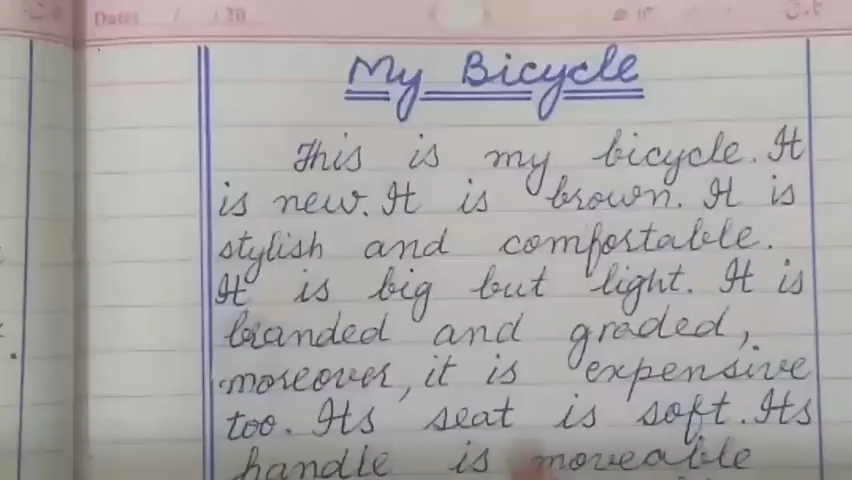 Date: / / 20
My Bicycle
This is my bicycle. It
is new. It is brown. It is
stylish and comfortable.
It is big but light. It is
branded and graded,
moreover, it is expensive
too. Its seat is soft. Its
handle is moveable